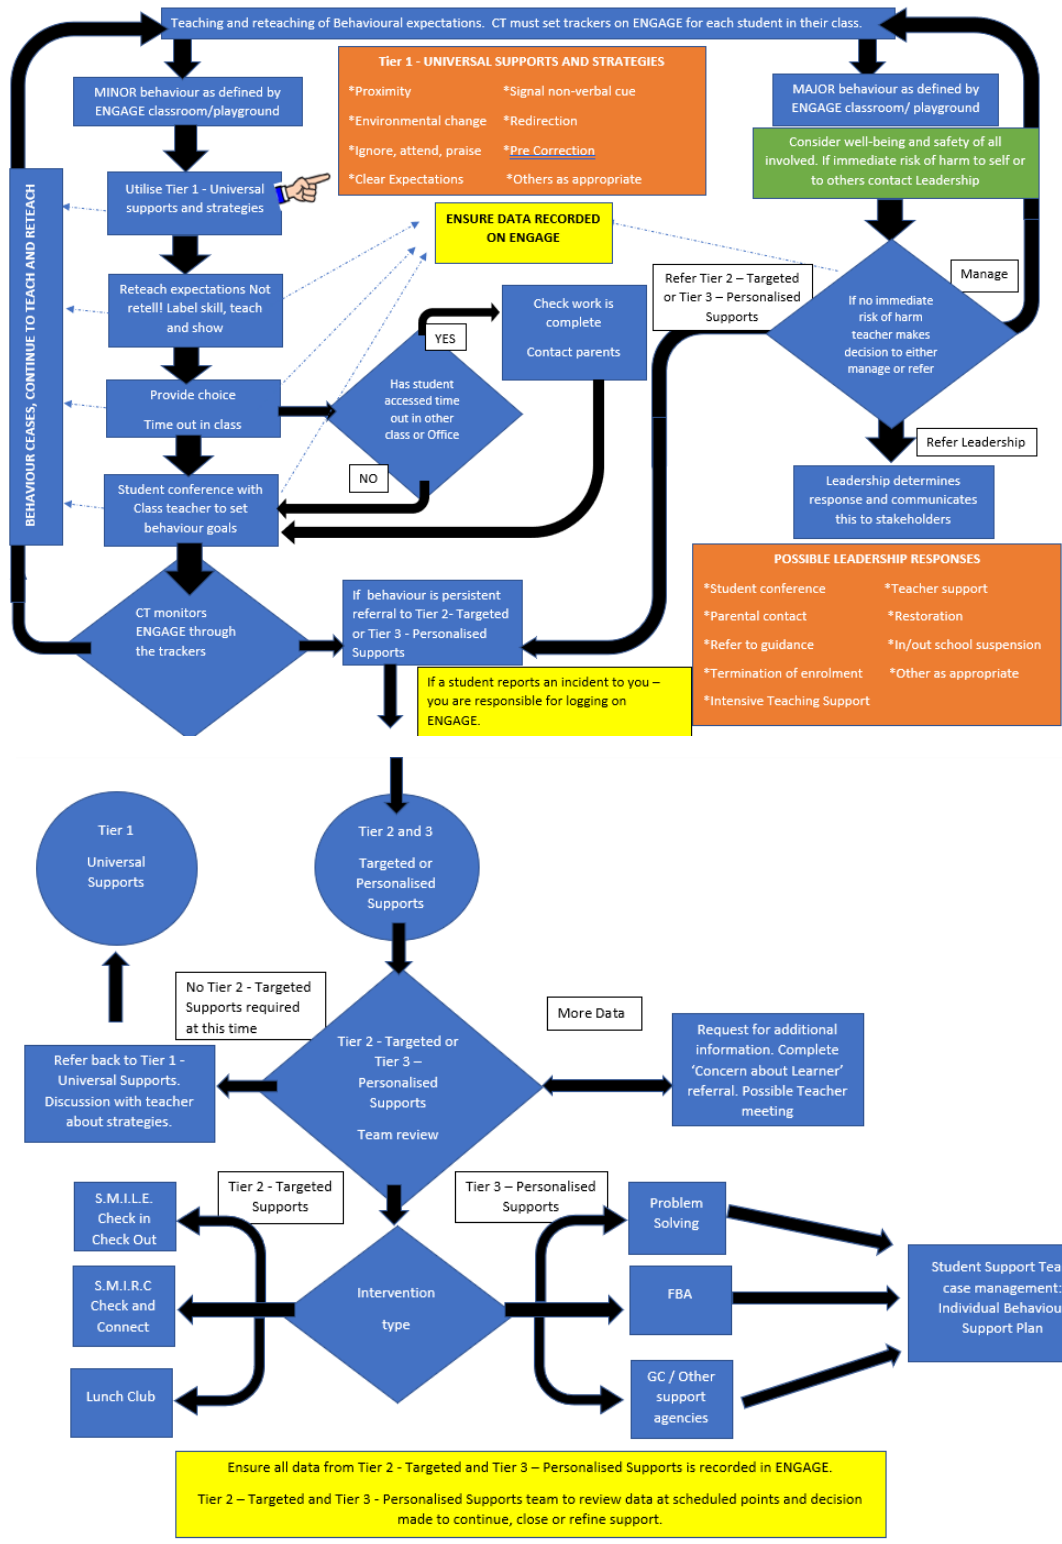 Teaching and reteaching of Behavioural expectations.  CT must set trackers on ENGAGE for each student in their class.
MINOR behaviour as defined by
ENGAGE classroom/playground
Tier 1 - UNIVERSAL SUPPORTS AND STRATEGIES
*Proximity
*Signal non-verbal cue
*Environmental change
*Redirection
*Ignore, attend, praise
*Pre Correction
*Clear Expectations
*Others as appropriate
MAJOR behaviour as defined by
ENGAGE classroom/ playground
Consider well-being and safety of all
involved. If immediate risk of harm to self or
to others contact Leadership
BEHAVIOUR CEASES, CONTINUE TO TEACH AND RETEACH
Utilise Tier 1 - Universal
supports and strategies
ENSURE DATA RECORDED
ON ENGAGE
Refer Tier 2 – Targeted
or Tier 3 – Personalised
Supports
Manage
Reteach expectations Not
retell! Label skill, teach
and show
YES
Check work is
complete
Contact parents
If no immediate
risk of harm
teacher makes
decision to either
manage or refer
Provide choice
Time out in class
Has student
accessed time
out in other
class or Office
NO
Refer Leadership
Student conference with
Class teacher to set
behaviour goals
Leadership determines
response and communicates
this to stakeholders
CT monitors
ENGAGE through
the trackers
If  behaviour is persistent
referral to Tier 2- Targeted
or Tier 3 - Personalised
Supports
POSSIBLE LEADERSHIP RESPONSES
*Student conference
*Teacher support
*Parental contact
*Restoration
*Refer to guidance
*In/out school suspension
*Termination of enrolment
*Other as appropriate
*Intensive Teaching Support
If a student reports an incident to you –
you are responsible for logging on
ENGAGE.
Tier 1
Universal
Supports
Tier 2 and 3
Targeted or
Personalised
Supports
No Tier 2 - Targeted
Supports required
at this time
More Data
Refer back to Tier 1 -
Universal Supports.
Discussion with teacher
about strategies.
Tier 2 - Targeted or
Tier 3 –
Personalised
Supports
Team review
Request for additional
information. Complete
‘Concern about Learner’
referral. Possible Teacher
meeting
Tier 2 - Targeted
Supports
Tier 3 – Personalised
Supports
S.M.I.L.E.
Check in
Check Out
Problem
Solving
S.M.I.R.C
Check and
Connect
Intervention
type
FBA
Student Support Tea
case management:
Individual Behaviou
Support Plan
Lunch Club
GC / Other
support
agencies
Ensure all data from Tier 2 - Targeted and Tier 3 – Personalised Supports is recorded in ENGAGE.
Tier 2 – Targeted and Tier 3 - Personalised Supports team to review data at scheduled points and decision
made to continue, close or refine support.